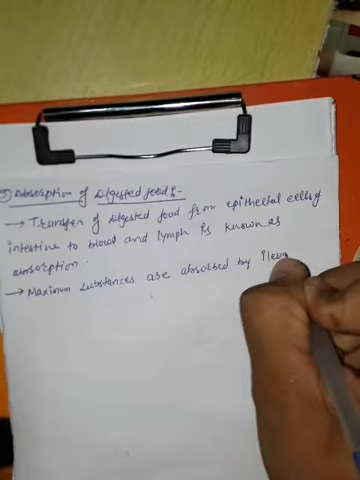 Absorption of Digested food :-
→ Transfer of digested food from epithelial cells of
intestine to blood and lymph is known as
absorption.
→ Maximum substances are absorbed by